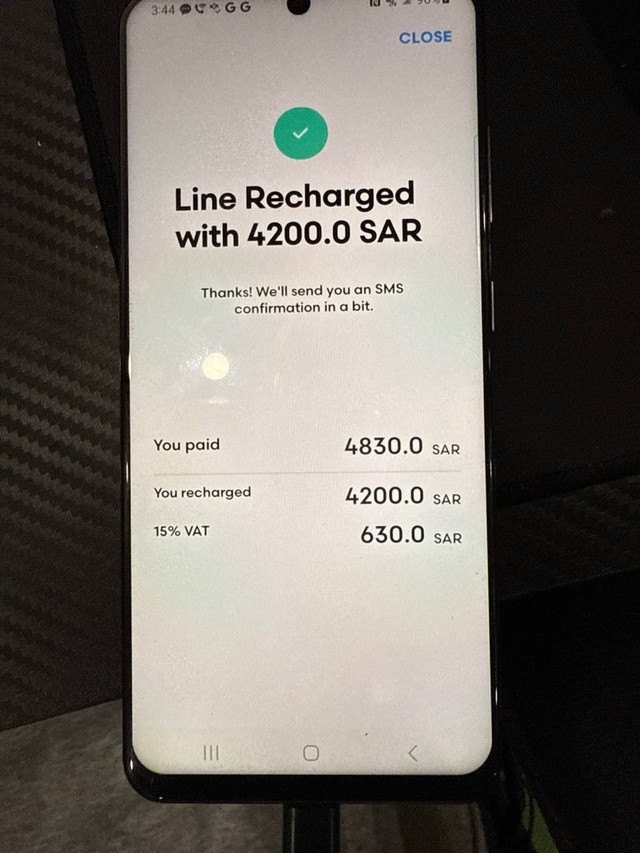 3:44 G G
CLOSE
Line Recharged
with 4200.0 SAR
Thanks! We'll send you an SMS
confirmation in a bit.
You paid 4830.0 SAR
You recharged 4200.0 SAR
15% VAT 630.0 SAR